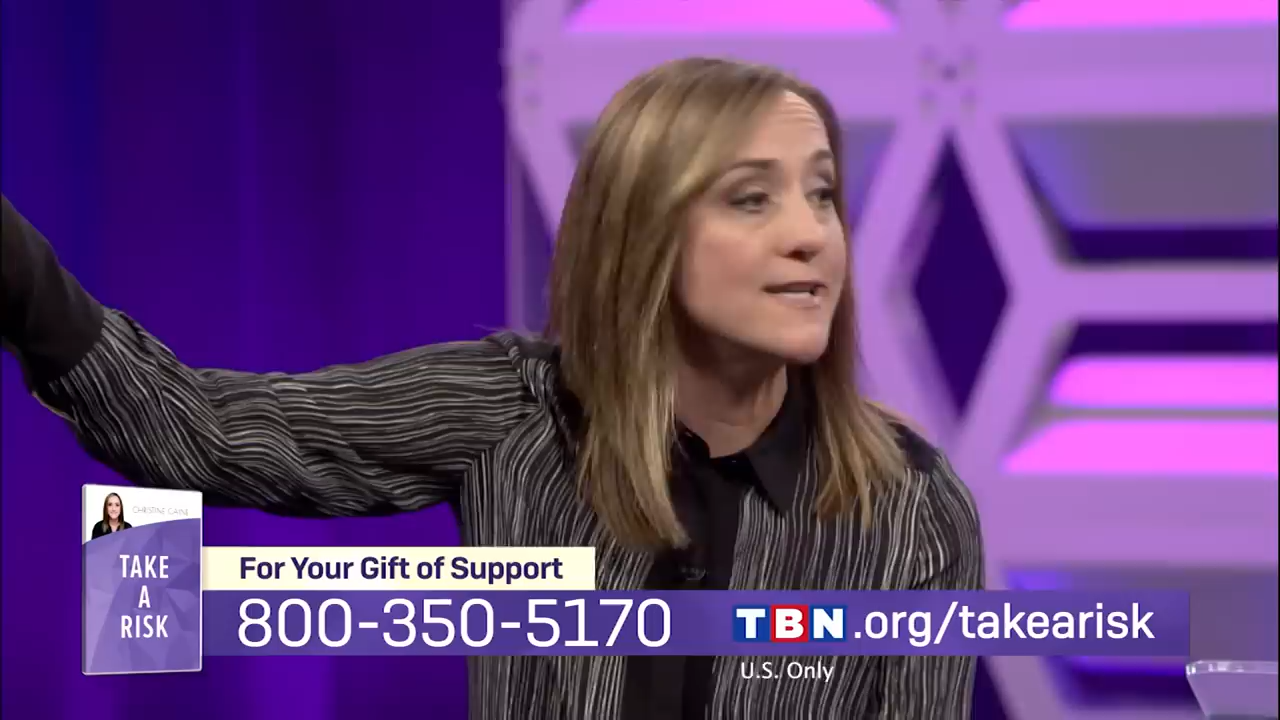 CHRISTINE CAINE
TAKE
A
RISK
For Your Gift of Support
800-350-5170
TBN.org/takearisk
U.S. Only